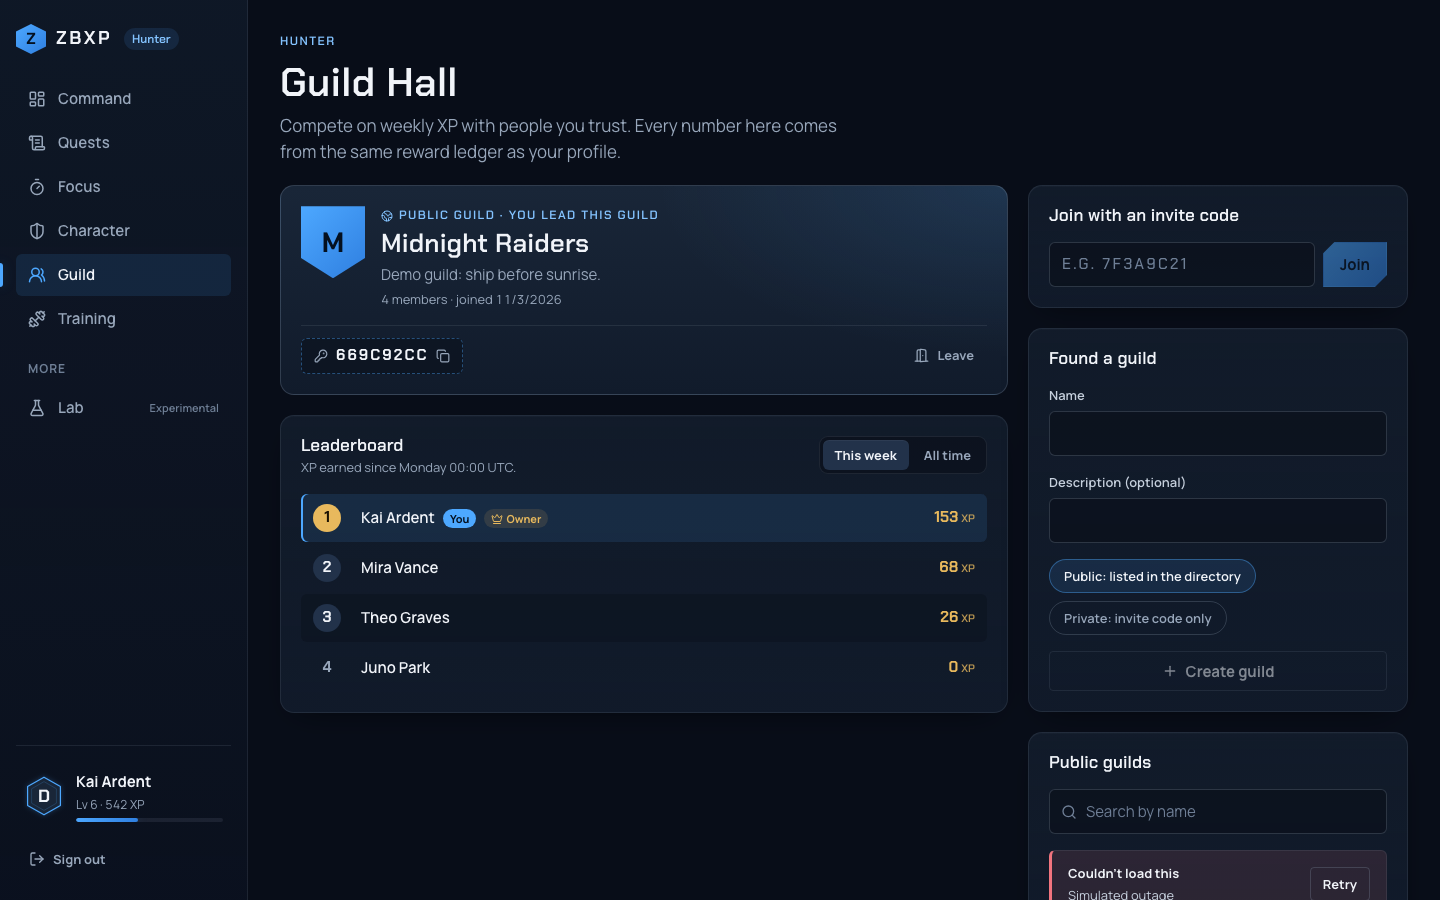 Z ZBXP Hunter
Command
Quests
Focus
Character
Guild
Training
MORE
Lab Experimental
D
Kai Ardent
Lv 6 · 542 XP
Sign out
HUNTER
Guild Hall
Compete on weekly XP with people you trust. Every number here comes
from the same reward ledger as your profile.
M
PUBLIC GUILD · YOU LEAD THIS GUILD
Midnight Raiders
Demo guild: ship before sunrise.
4 members · joined 11/3/2026
669C92CC
Leave
Leaderboard
XP earned since Monday 00:00 UTC.
This week All time
1 Kai Ardent You Owner 153 XP
2 Mira Vance 68 XP
3 Theo Graves 26 XP
4 Juno Park 0 XP
Join with an invite code
E.G. 7F3A9C21 Join
Found a guild
Name
Description (optional)
Public: listed in the directory
Private: invite code only
+ Create guild
Public guilds
Search by name
Couldn't load this
Simulated outage
Retry